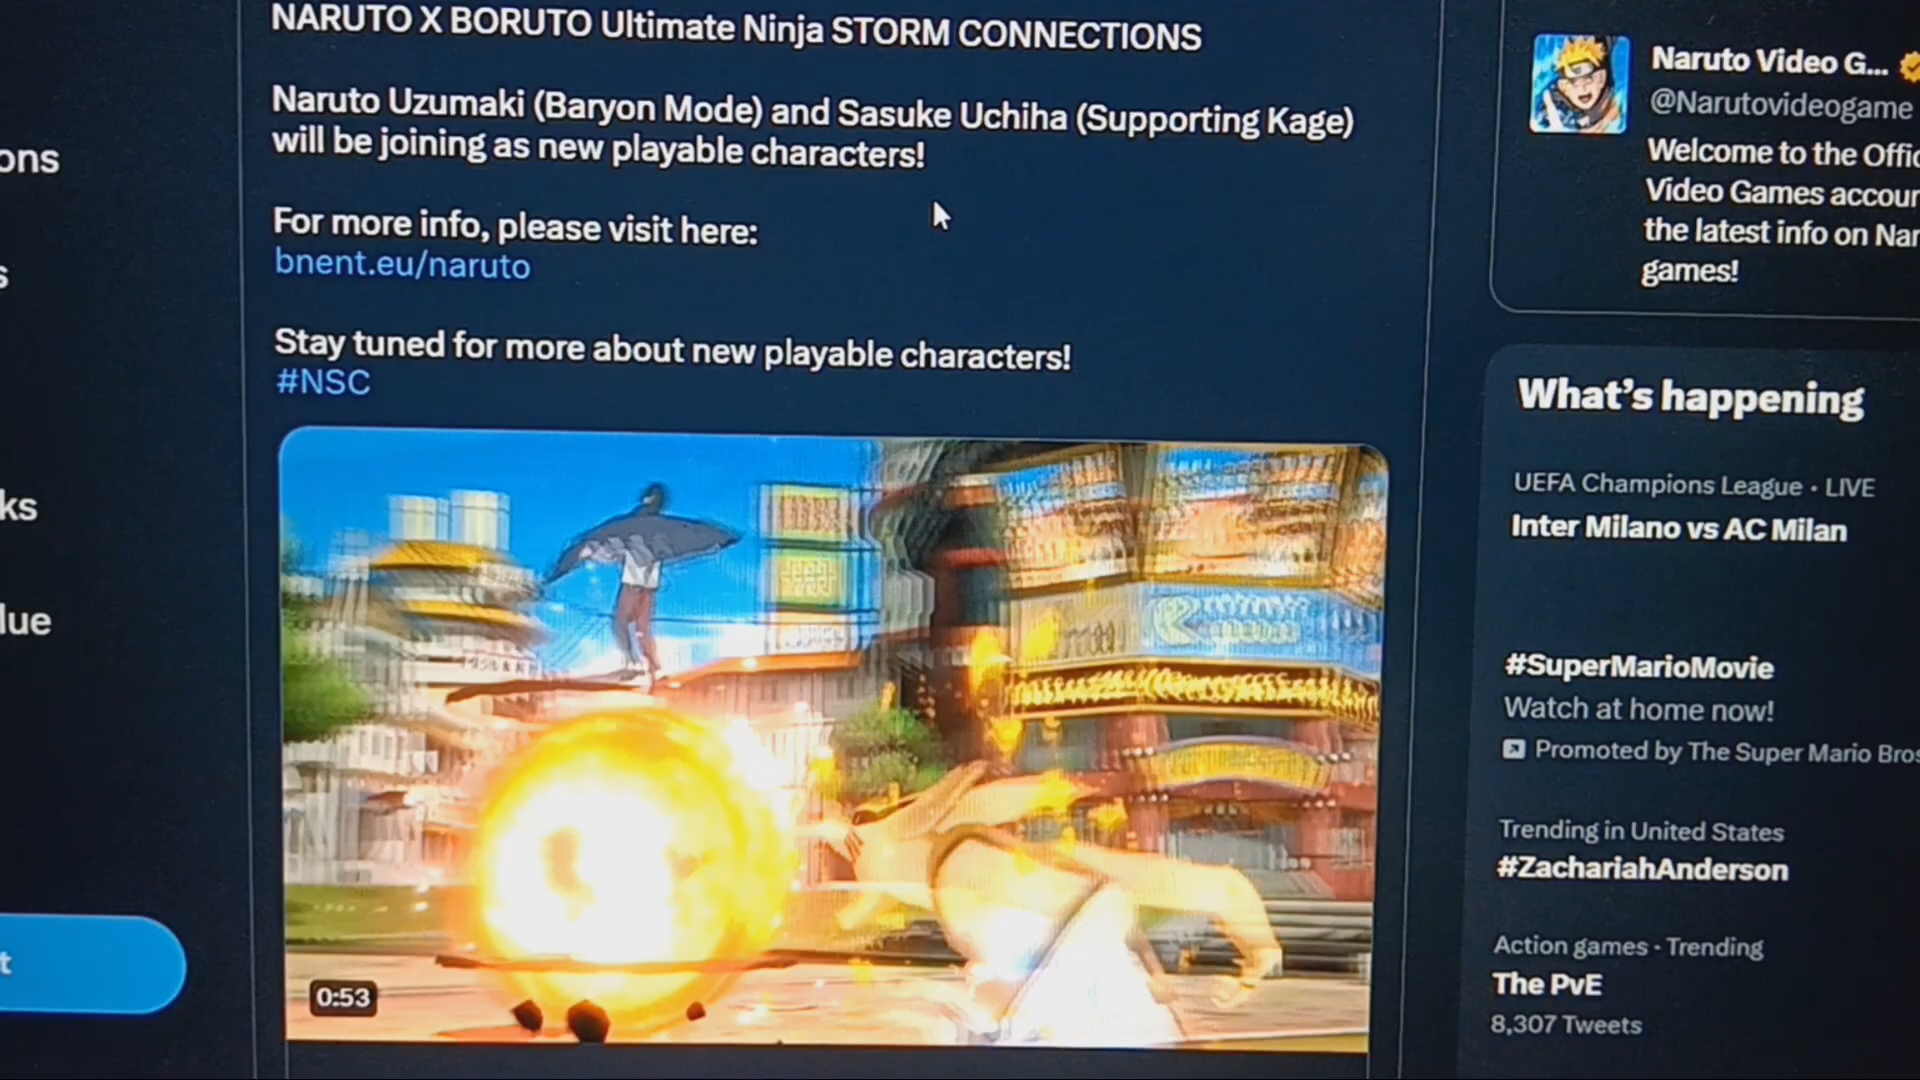 NARUTO X BORUTO Ultimate Ninja STORM CONNECTIONS
Naruto Uzumaki (Baryon Mode) and Sasuke Uchiha (Supporting Kage)
will be joining as new playable characters!
For more info, please visit here:
bnent.eu/naruto
Stay tuned for more about new playable characters!
#NSC
0:53
ons
s
ks
lue
t
Naruto Video G...
@Narutovideogame
Welcome to the Offic
Video Games accoun
the latest info on Nar
games!
What's happening
UEFA Champions League · LIVE
Inter Milano vs AC Milan
#SuperMarioMovie
Watch at home now!
Promoted by The Super Mario Bros
Trending in United States
#ZachariahAnderson
Action games · Trending
The PvE
8,307 Tweets